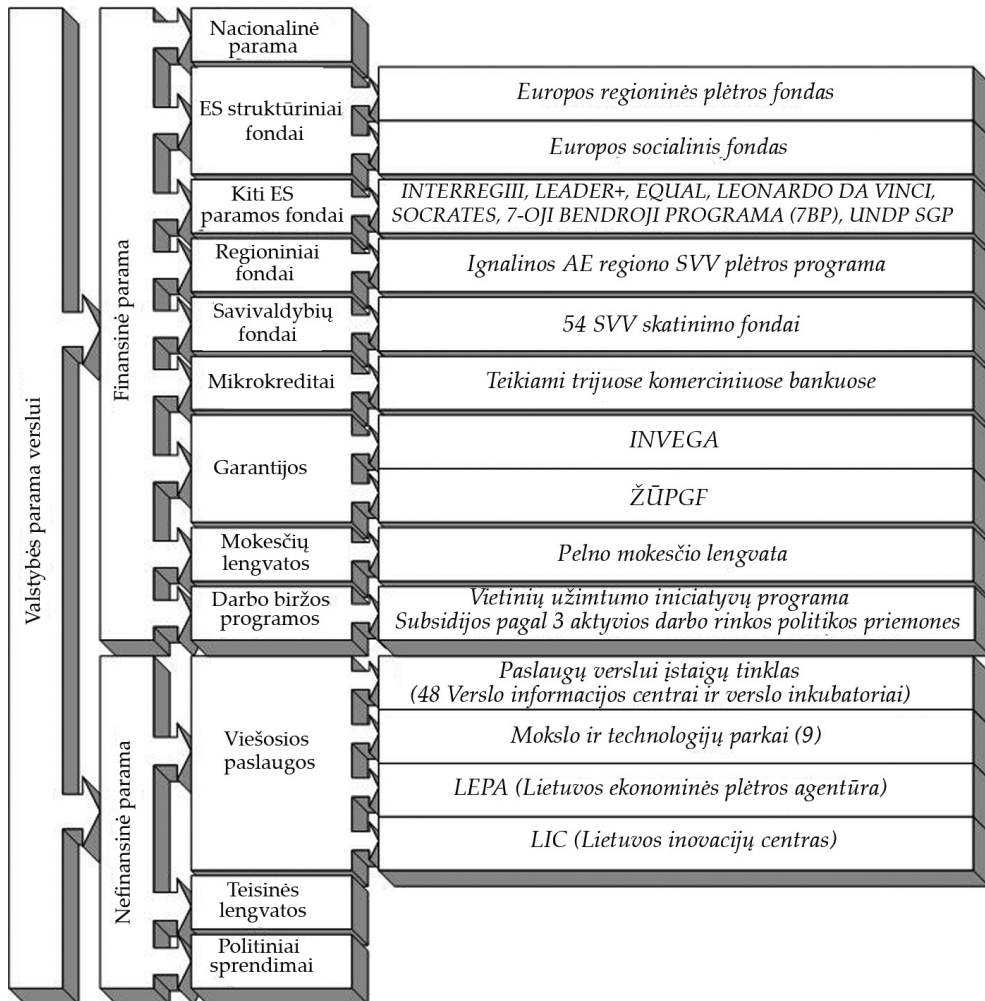 Valstybės parama verslui
Finansinė parama
Nacionalinė
parama
ES struktūriniai
fondai
Europos regioninės plėtros fondas
Europos socialinis fondas
Kiti ES
paramos fondai
INTERREGIII, LEADER+, EQUAL, LEONARDO DA VINCI,
SOCRATES, 7-OJI BENDROJI PROGRAMA (7BP), UNDP SGP
Regioniniai
fondai
Ignalinos AE regiono SVV plėtros programa
Savivaldybių
fondai
54 SVV skatinimo fondai
Mikrokreditai
Teikiami trijuose komerciniuose bankuose
Garantijos
INVEGA
ŽŪPGF
Mokesčių
lengvatos
Pelno mokesčio lengvata
Darbo biržos
programos
Vietinių užimtumo iniciatyvų programa
Subsidijos pagal 3 aktyvios darbo rinkos politikos priemones
Nefinansinė parama
Viešosios
paslaugos
Paslaugų verslui įstaigų tinklas
(48 Verslo informacijos centrai ir verslo inkubatoriai)
Mokslo ir technologijų parkai (9)
LEPA (Lietuvos ekonominės plėtros agentūra)
LIC (Lietuvos inovacijų centras)
Teisinės
lengvatos
Politiniai
sprendimai